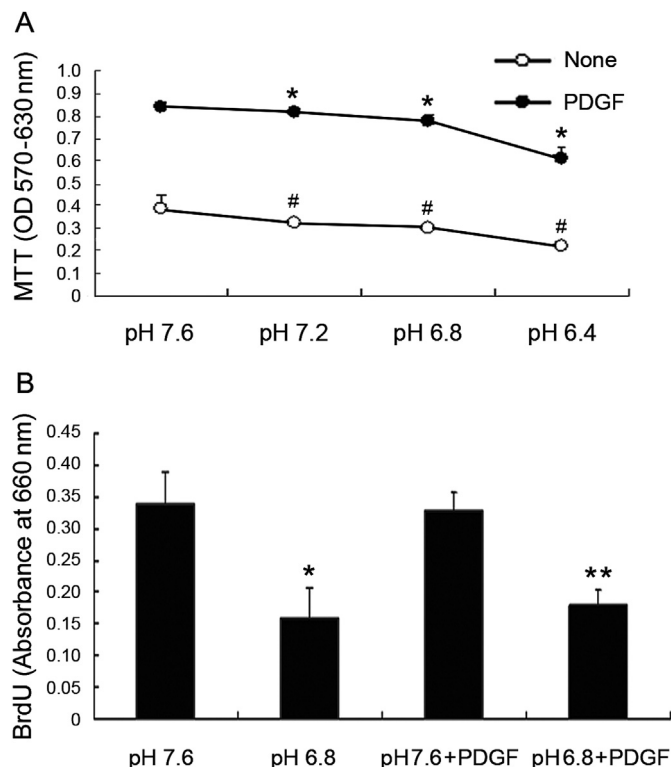 A
None
PDGF
MTT (OD 570-630 nm)
1.0
0.9
0.8
0.6
0.5
0.4
0.3
0.2
0.1
0
*
*
*
#
#
#
pH 7.6
pH 7.2
pH 6.8
pH 6.4
B
BrdU (Absorbance at 660 nm)
0.45
0.40
0.35
0.30
0.25
0.20
0.15
0.10
0.05
0
*
**
pH 7.6
pH 6.8
pH7.6+PDGF
pH6.8+PDGF